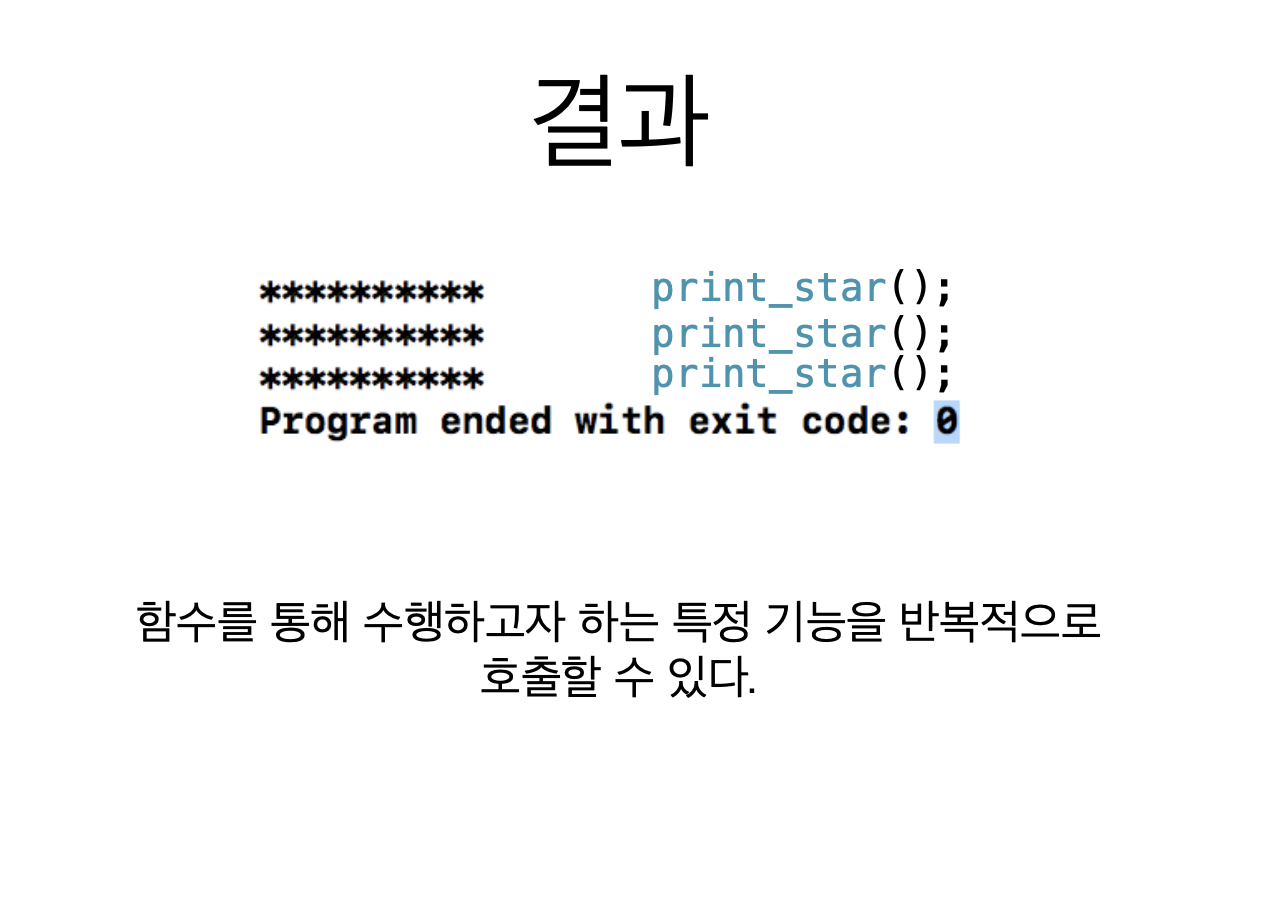 결과
********** print_star();
********** print_star();
********** print_star();
Program ended with exit code: 0
함수를 통해 수행하고자 하는 특정 기능을 반복적으로
호출할 수 있다.